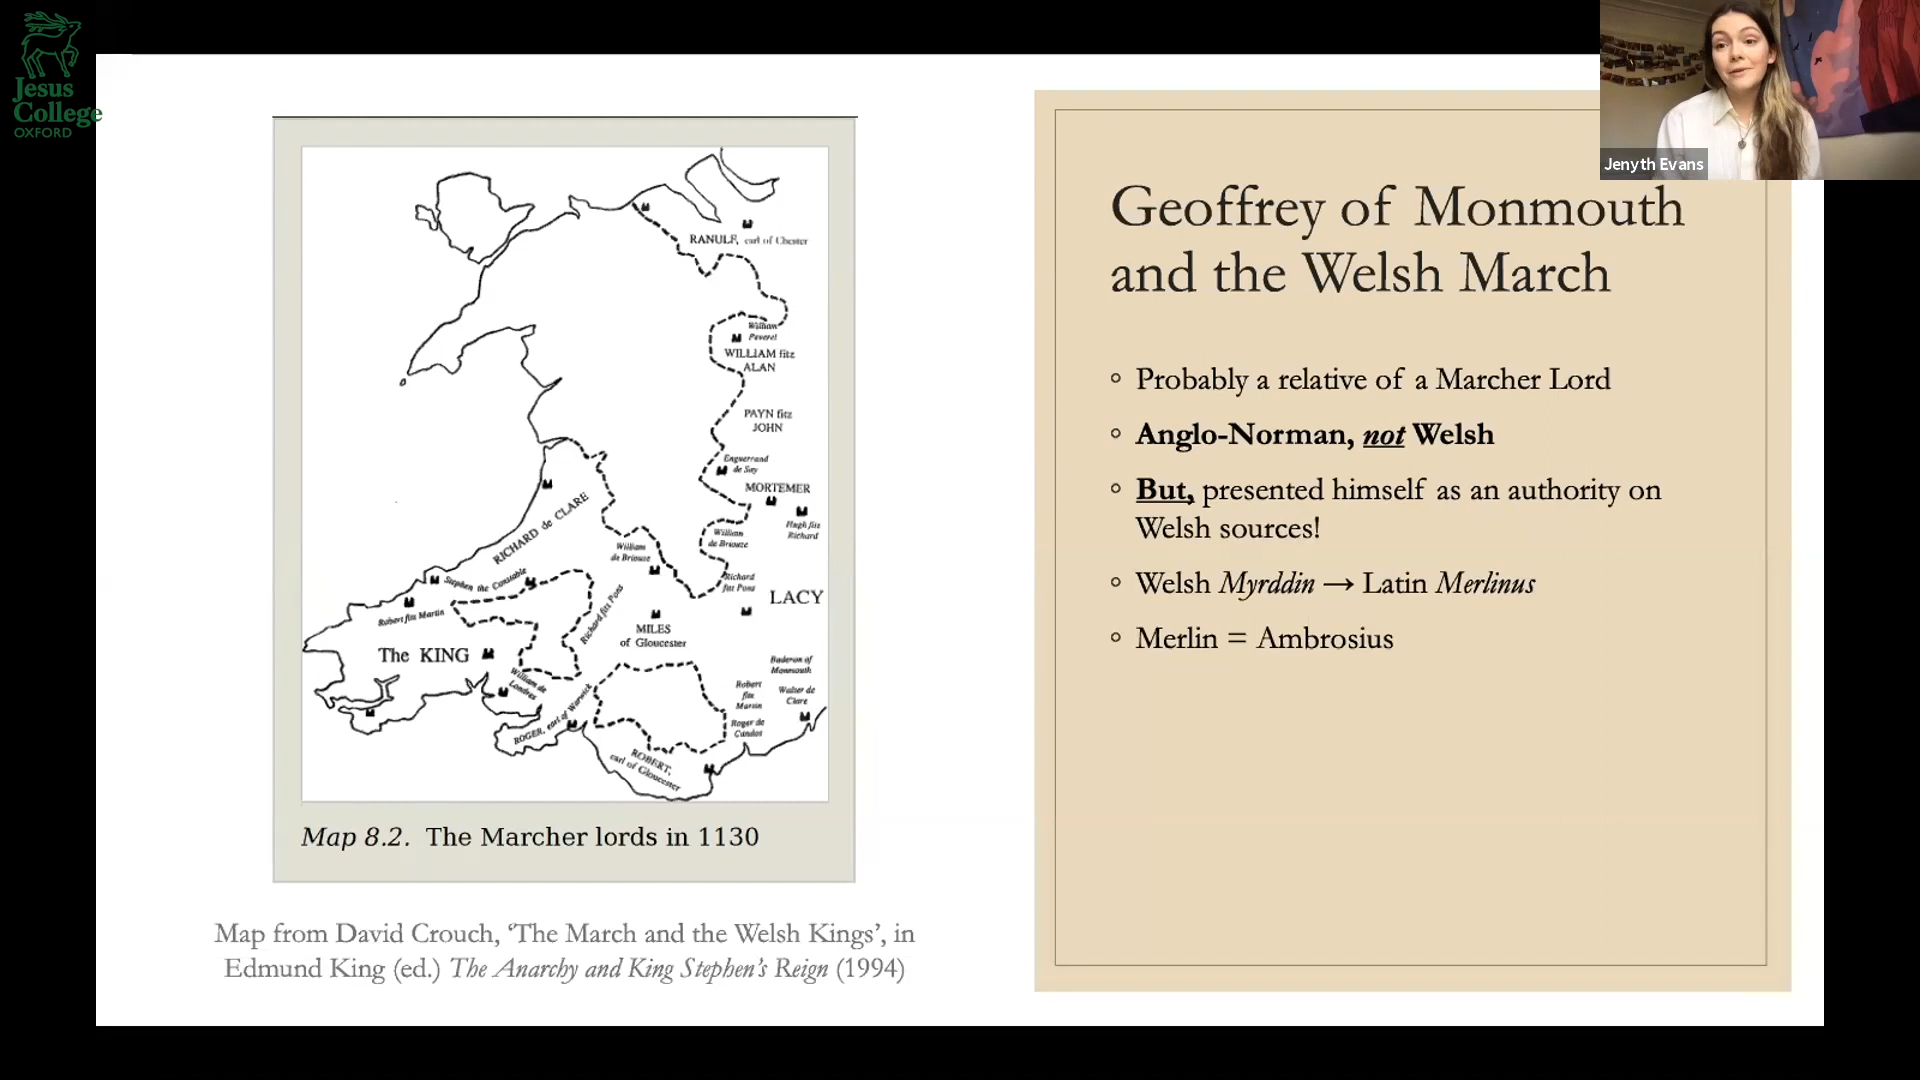 Jesus
College
OXFORD
Jenyth Evans
RANULF, earl of Chester
William
Peverel
WILLIAM fitz
ALAN
PAYN fitz
JOHN
Enguerrand
de Say
MORTEMER
Hugh fitz
Richard
William
de Briouze
RICHARD de CLARE
William
de Briouze
Stephen the Constable
Richard
fitz Pons
LACY
Robert fitz Martin
Richard fitz Pons
MILES
of Gloucester
The KING
Baderon of
Monmouth
William de
Londres
Robert
fitz
Martin
Walter de
Clare
ROGER, earl of Warwick
Roger de
Candos
ROBERT,
earl of Gloucester
Map 8.2. The Marcher lords in 1130
Map from David Crouch, ‘The March and the Welsh Kings’, in
Edmund King (ed.) The Anarchy and King Stephen’s Reign (1994)
Geoffrey of Monmouth
and the Welsh March
Probably a relative of a Marcher Lord
Anglo-Norman, not Welsh
But, presented himself as an authority on
Welsh sources!
Welsh Myrddin → Latin Merlinus
Merlin = Ambrosius